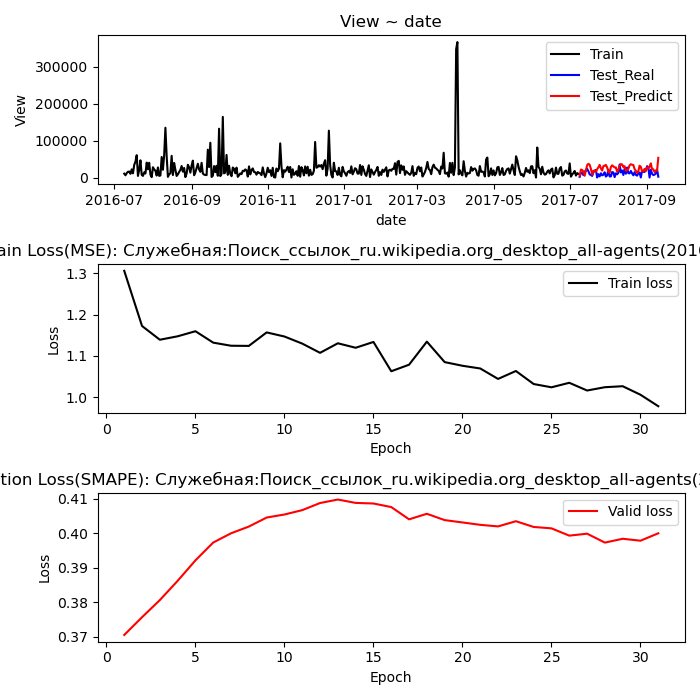 View ~ date
View
300000
200000
100000
0
Train
Test_Real
Test_Predict
2016-07 2016-09 2016-11 2017-01 2017-03 2017-05 2017-07 2017-09
date
ain Loss(MSE): Служебная:Поиск_ссылок_ru.wikipedia.org_desktop_all-agents(2016
Loss
1.3
1.2
1.1
1.0
Train loss
0 5 10 15 20 25 30
Epoch
tion Loss(SMAPE): Служебная:Поиск_ссылок_ru.wikipedia.org_desktop_all-agents(
Loss
0.41
0.40
0.39
0.38
0.37
Valid loss
0 5 10 15 20 25 30
Epoch